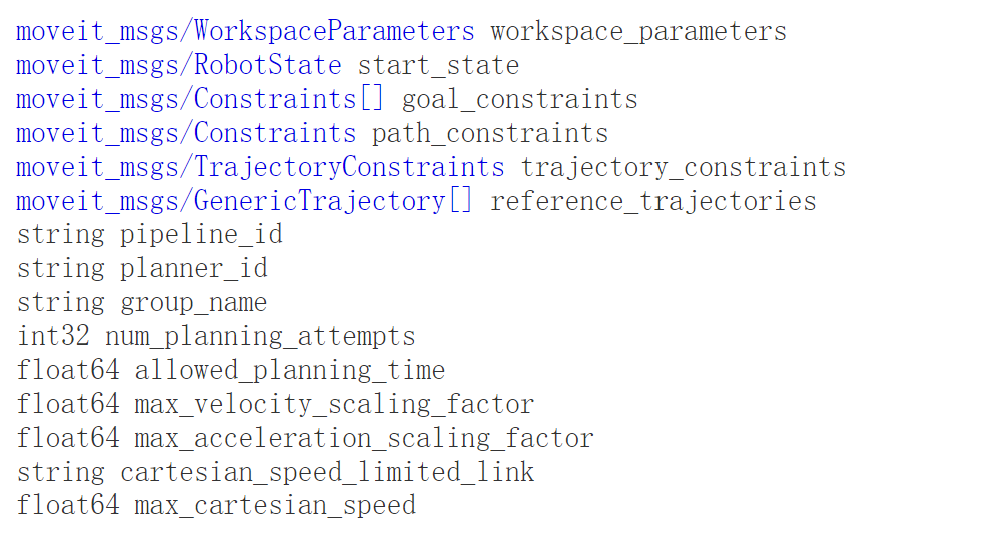 moveit_msgs/WorkspaceParameters workspace_parameters
moveit_msgs/RobotState start_state
moveit_msgs/Constraints[] goal_constraints
moveit_msgs/Constraints path_constraints
moveit_msgs/TrajectoryConstraints trajectory_constraints
moveit_msgs/GenericTrajectory[] reference_trajectories
string pipeline_id
string planner_id
string group_name
int32 num_planning_attempts
float64 allowed_planning_time
float64 max_velocity_scaling_factor
float64 max_acceleration_scaling_factor
string cartesian_speed_limited_link
float64 max_cartesian_speed